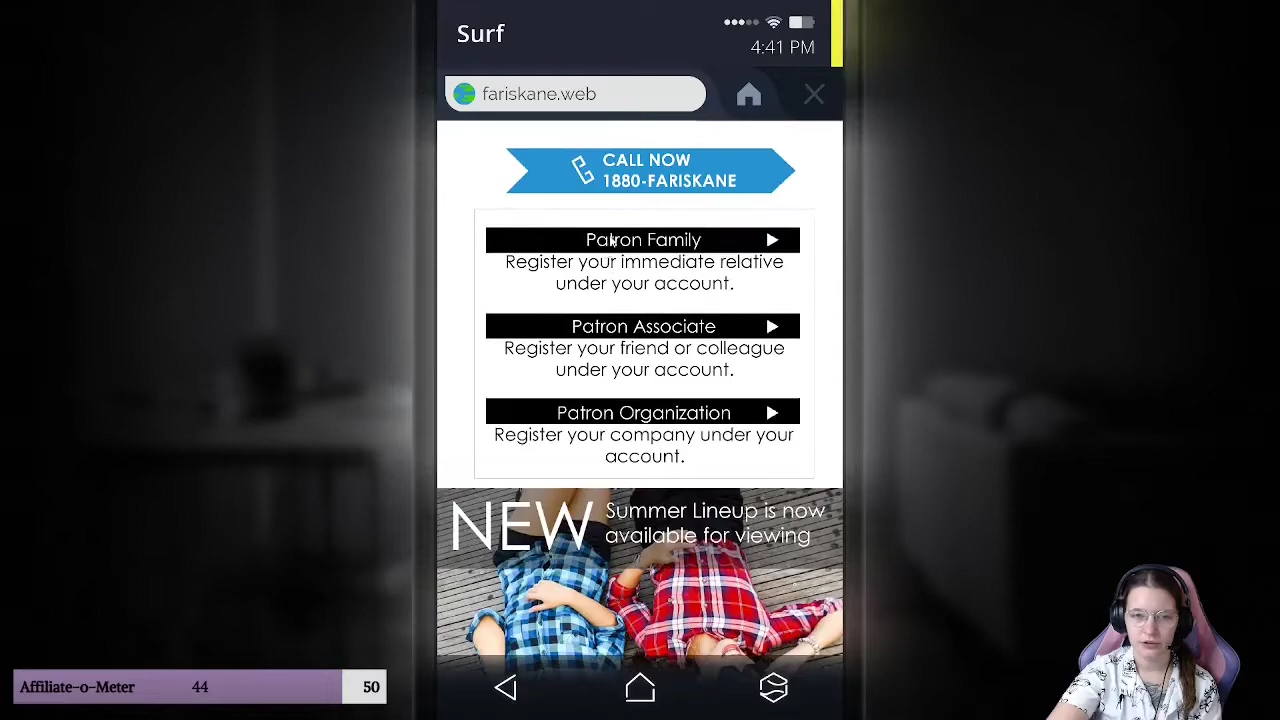 Surf
4:41 PM
fariskane.web
CALL NOW
1880-FARISKANE
Patron Family
Register your immediate relative
under your account.
Patron Associate
Register your friend or colleague
under your account.
Patron Organization
Register your company under your
account.
NEW
Summer Lineup is now
available for viewing
Affiliate-o-Meter 44 50